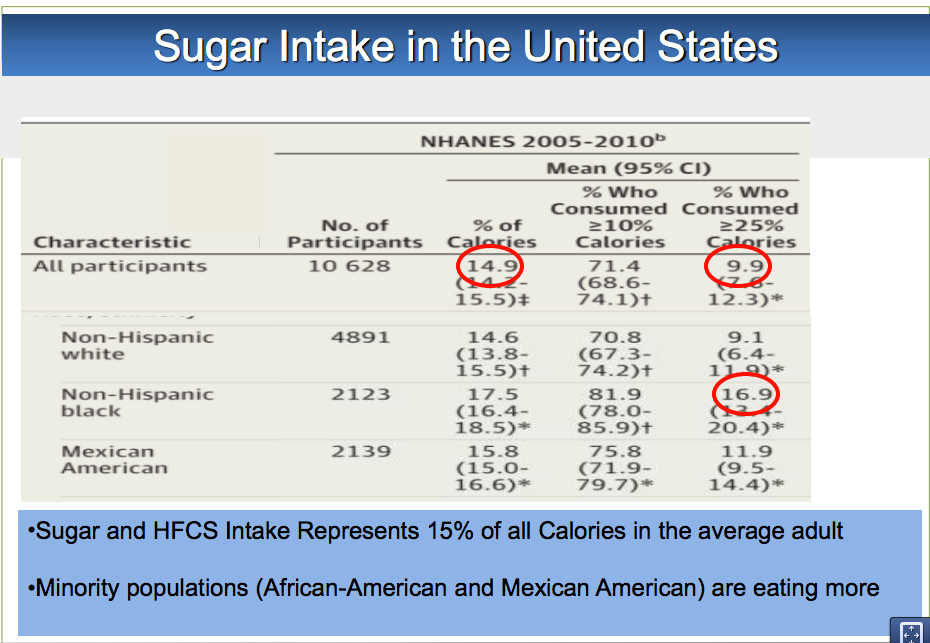 Sugar Intake in the United States
NHANES 2005-2010b
Mean (95% CI)
% Who % Who
Consumed Consumed
No. of % of ≥10% ≥25%
Characteristic Participants Calories Calories Calories
All participants 10 628 14.9 71.4 9.9
(14.2- (68.6- (7.6-
15.5)‡ 74.1)† 12.3)*
Non-Hispanic 4891 14.6 70.8 9.1
white (13.8- (67.3- (6.4-
15.5)† 74.2)† 11.9)*
Non-Hispanic 2123 17.5 81.9 16.9
black (16.4- (78.0- (13.4-
18.5)* 85.9)† 20.4)*
Mexican 2139 15.8 75.8 11.9
American (15.0- (71.9- (9.5-
16.6)* 79.7)* 14.4)*
•Sugar and HFCS Intake Represents 15% of all Calories in the average adult
•Minority populations (African-American and Mexican American) are eating more